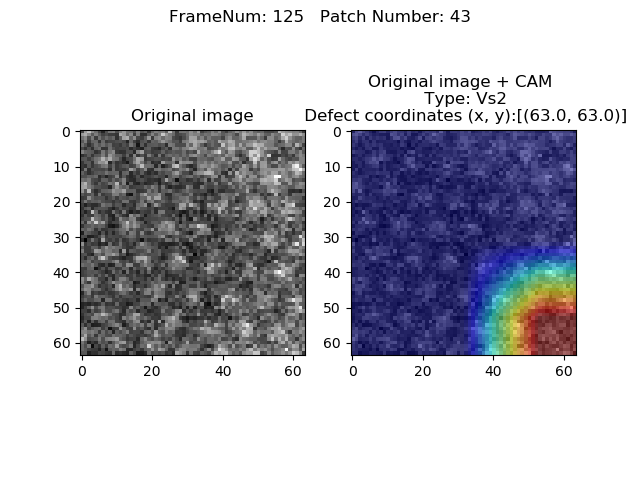 FrameNum: 125   Patch Number: 43
Original image
Original image + CAM
Type: Vs2
Defect coordinates (x, y):[(63.0, 63.0)]
0
10
20
30
40
50
60
0 20 40 60
0
10
20
30
40
50
60
0 20 40 60